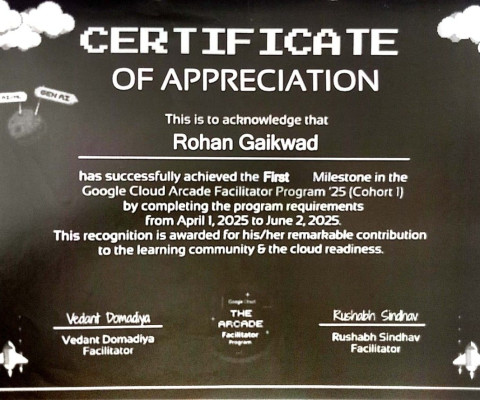 CERTIFICATE
OF APPRECIATION
GEN AI
This is to acknowledge that
Rohan Gaikwad
has successfully achieved the First Milestone in the
Google Cloud Arcade Facilitator Program '25 (Cohort 1)
by completing the program requirements
from April 1, 2025 to June 2, 2025.
This recognition is awarded for his/her remarkable contribution
to the learning community & the cloud readiness.
Vedant Domadiya
Vedant Domadiya
Facilitator
Google Cloud
THE
ARCADE
Facilitator
Program
Rushabh Sindhav
Rushabh Sindhav
Facilitator